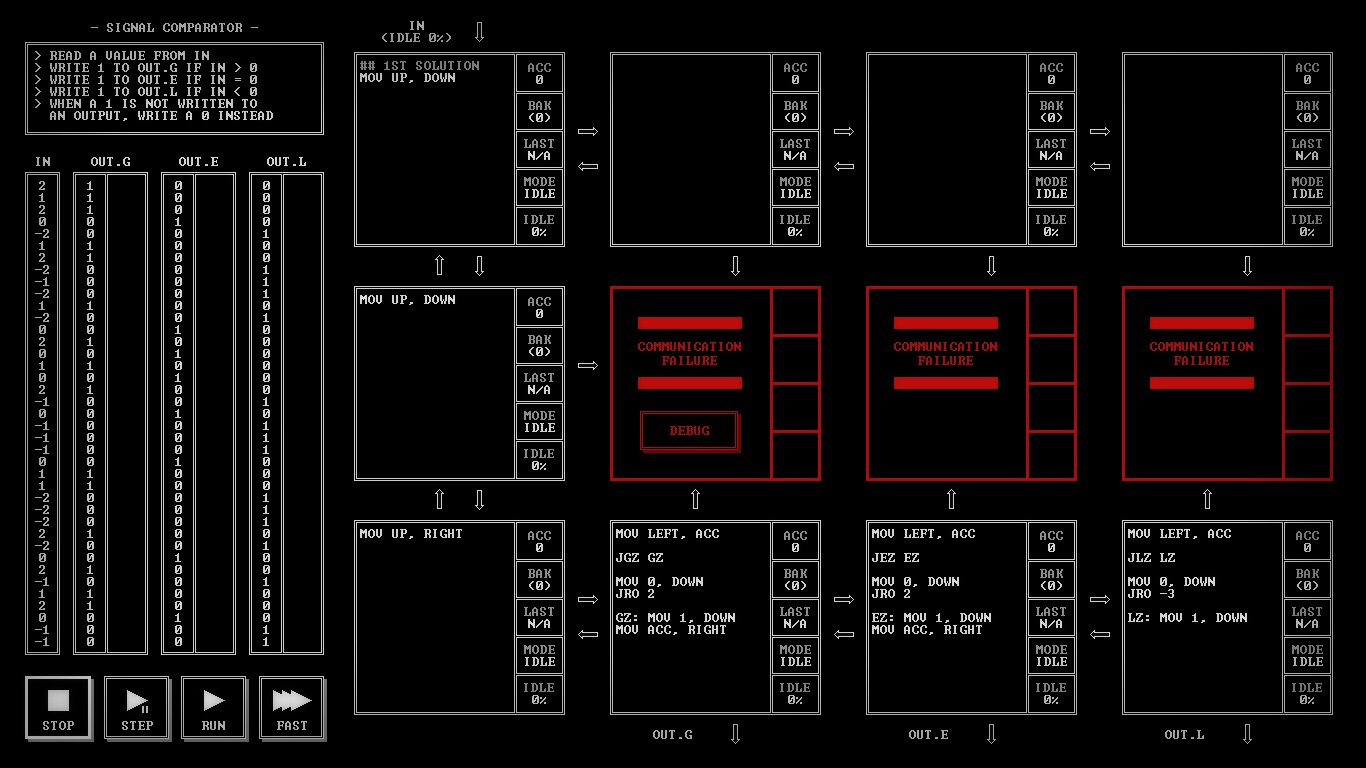 - SIGNAL COMPARATOR -
> READ A VALUE FROM IN
> WRITE 1 TO OUT.G IF IN > 0
> WRITE 1 TO OUT.E IF IN = 0
> WRITE 1 TO OUT.L IF IN < 0
> WHEN A 1 IS NOT WRITTEN TO
AN OUTPUT, WRITE A 0 INSTEAD
IN OUT.G OUT.E OUT.L
2 1 0 0
1 1 0 0
2 1 0 0
0 0 1 0
-2 0 0 1
1 1 0 0
2 1 0 0
-2 0 0 1
-1 0 0 1
-2 0 0 1
1 1 0 0
-2 0 0 1
0 0 1 0
2 1 0 0
0 0 1 0
1 1 0 0
0 0 1 0
2 1 0 0
-1 0 0 1
0 0 1 0
-1 0 0 1
-1 0 0 1
-1 0 0 1
0 0 1 0
1 1 0 0
1 1 0 0
-2 0 0 1
-2 0 0 1
-2 0 0 1
2 1 0 0
-2 0 0 1
0 0 1 0
2 1 0 0
-1 0 0 1
1 1 0 0
2 1 0 0
0 0 1 0
-1 0 0 1
-1 0 0 1
STOP
STEP
RUN
FAST
IN
(IDLE 0%)
## 1ST SOLUTION
MOV UP, DOWN
ACC
0
BAK
(0)
LAST
N/A
MODE
IDLE
IDLE
0%
ACC
0
BAK
(0)
LAST
N/A
MODE
IDLE
IDLE
0%
ACC
0
BAK
(0)
LAST
N/A
MODE
IDLE
IDLE
0%
ACC
0
BAK
(0)
LAST
N/A
MODE
IDLE
IDLE
0%
MOV UP, DOWN
ACC
0
BAK
(0)
LAST
N/A
MODE
IDLE
IDLE
0%
COMMUNICATION
FAILURE
DEBUG
COMMUNICATION
FAILURE
COMMUNICATION
FAILURE
MOV UP, RIGHT
ACC
0
BAK
(0)
LAST
N/A
MODE
IDLE
IDLE
0%
MOV LEFT, ACC
JGZ GZ
MOV 0, DOWN
JRO 2
GZ: MOV 1, DOWN
MOV ACC, RIGHT
ACC
0
BAK
(0)
LAST
N/A
MODE
IDLE
IDLE
0%
MOV LEFT, ACC
JEZ EZ
MOV 0, DOWN
JRO 2
EZ: MOV 1, DOWN
MOV ACC, RIGHT
ACC
0
BAK
(0)
LAST
N/A
MODE
IDLE
IDLE
0%
MOV LEFT, ACC
JLZ LZ
MOV 0, DOWN
JRO -3
LZ: MOV 1, DOWN
ACC
0
BAK
(0)
LAST
N/A
MODE
IDLE
IDLE
0%
OUT.G
OUT.E
OUT.L